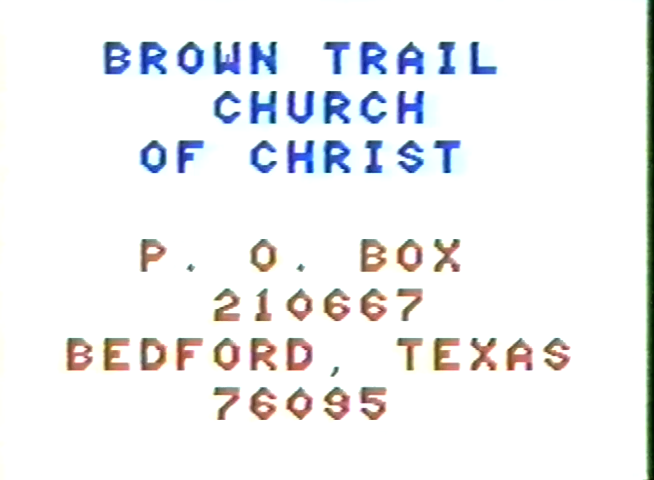 BROWN TRAIL
CHURCH
OF CHRIST
P. O. BOX
210667
BEDFORD, TEXAS
76095